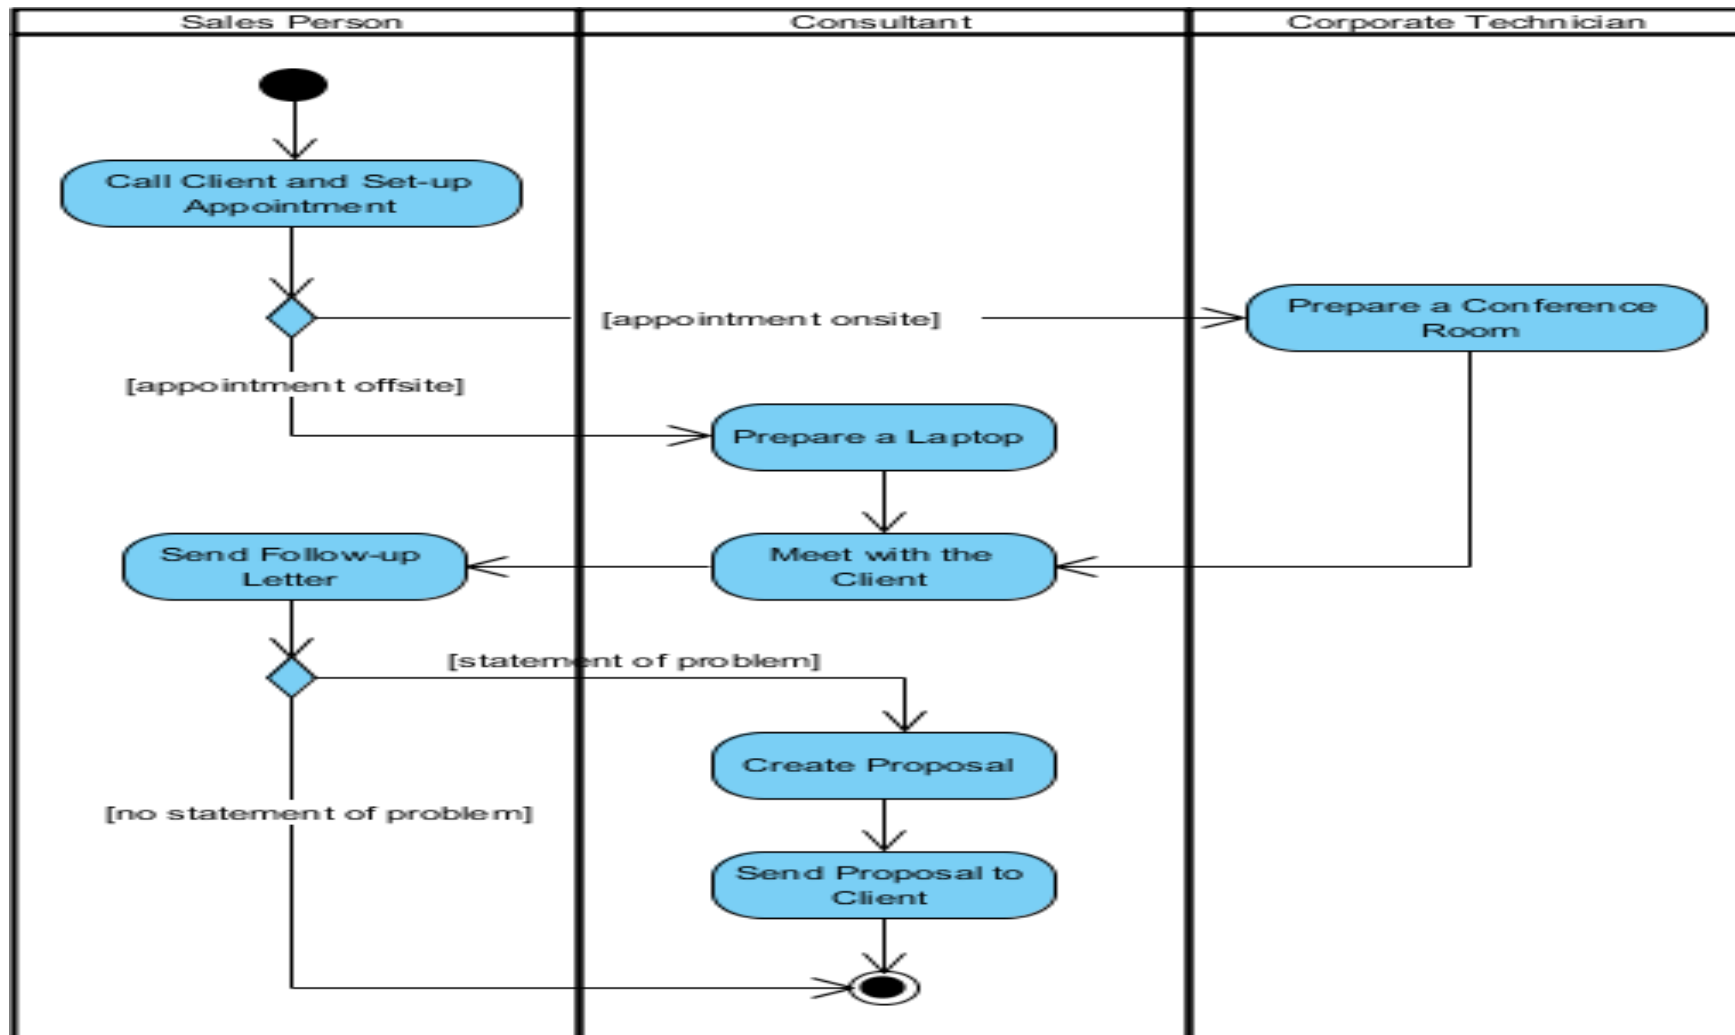 Sales Person
Consultant
Corporate Technician
Call Client and Set-up
Appointment
[appointment onsite]
Prepare a Conference
Room
[appointment offsite]
Prepare a Laptop
Send Follow-up
Letter
Meet with the
Client
[statement of problem]
Create Proposal
[no statement of problem]
Send Proposal to
Client